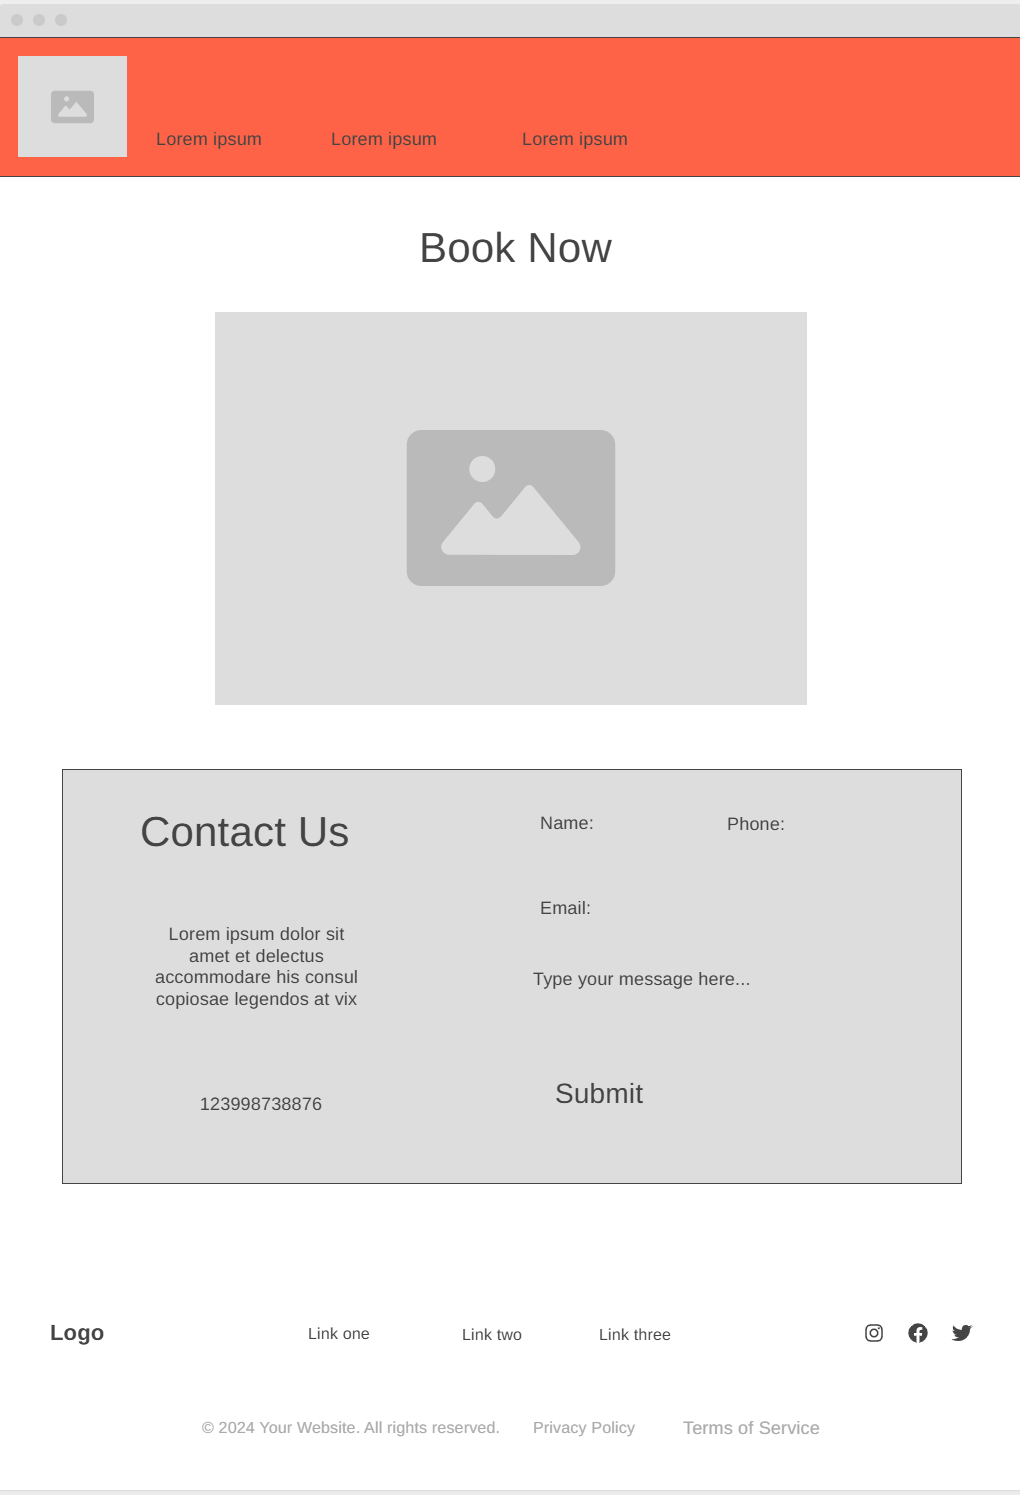 Lorem ipsum
Lorem ipsum
Lorem ipsum
Book Now
Contact Us
Lorem ipsum dolor sit
amet et delectus
accommodare his consul
copiosae legendos at vix
123998738876
Name:
Phone:
Email:
Type your message here...
Submit
Logo
Link one
Link two
Link three
© 2024 Your Website. All rights reserved.
Privacy Policy
Terms of Service